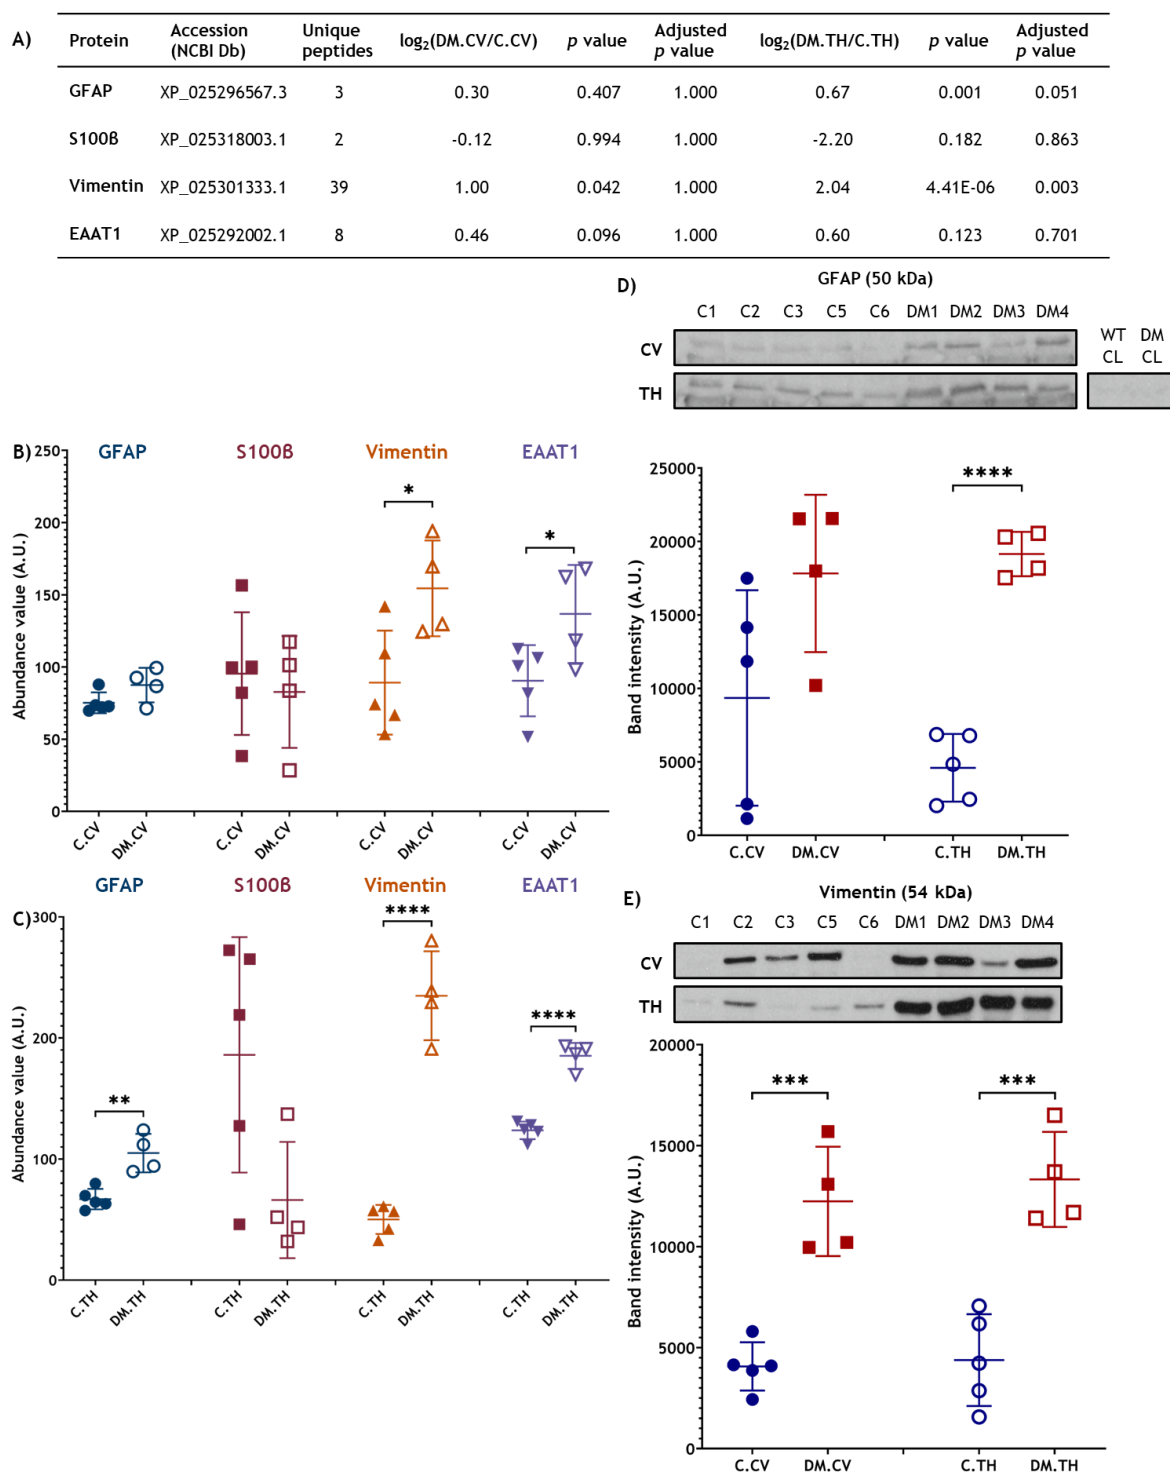 A)
Protein Accession (NCBI Db) Unique peptides log₂(DM.CV/C.CV) p value Adjusted p value log₂(DM.TH/C.TH) p value Adjusted p value
GFAP XP_025296567.3 3 0.30 0.407 1.000 0.67 0.001 0.051
S100ß XP_025318003.1 2 -0.12 0.994 1.000 -2.20 0.182 0.863
Vimentin XP_025301333.1 39 1.00 0.042 1.000 2.04 4.41E-06 0.003
EAAT1 XP_025292002.1 8 0.46 0.096 1.000 0.60 0.123 0.701
D)
GFAP (50 kDa)
C1 C2 C3 C5 C6 DM1 DM2 DM3 DM4
CV
TH
WT DM
CL CL
B)
GFAP S100ß Vimentin EAAT1
Abundance value (A.U.)
250
200
150
100
50
0
* *
C.CV DM.CV C.CV DM.CV C.CV DM.CV C.CV DM.CV
Band intensity (A.U.)
25000
20000
15000
10000
5000
0
****
C.CV DM.CV C.TH DM.TH
C)
GFAP S100ß Vimentin EAAT1
Abundance value (A.U.)
300
200
100
0
** **** ****
C.TH DM.TH C.TH DM.TH C.TH DM.TH C.TH DM.TH
E)
Vimentin (54 kDa)
C1 C2 C3 C5 C6 DM1 DM2 DM3 DM4
CV
TH
Band intensity (A.U.)
20000
15000
10000
5000
0
*** ***
C.CV DM.CV C.TH DM.TH